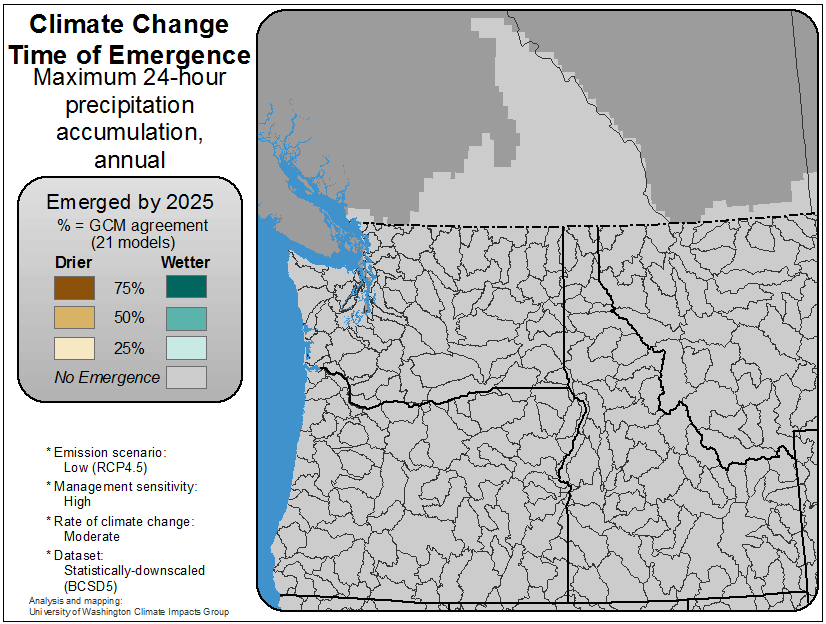 Climate Change
Time of Emergence
Maximum 24-hour
precipitation
accumulation,
annual
Emerged by 2025
% = GCM agreement
(21 models)
Drier Wetter
75%
50%
25%
No Emergence
* Emission scenario:
Low (RCP4.5)
* Management sensitivity:
High
* Rate of climate change:
Moderate
* Dataset:
Statistically-downscaled
(BCSD5)
Analysis and mapping:
University of Washington Climate Impacts Group